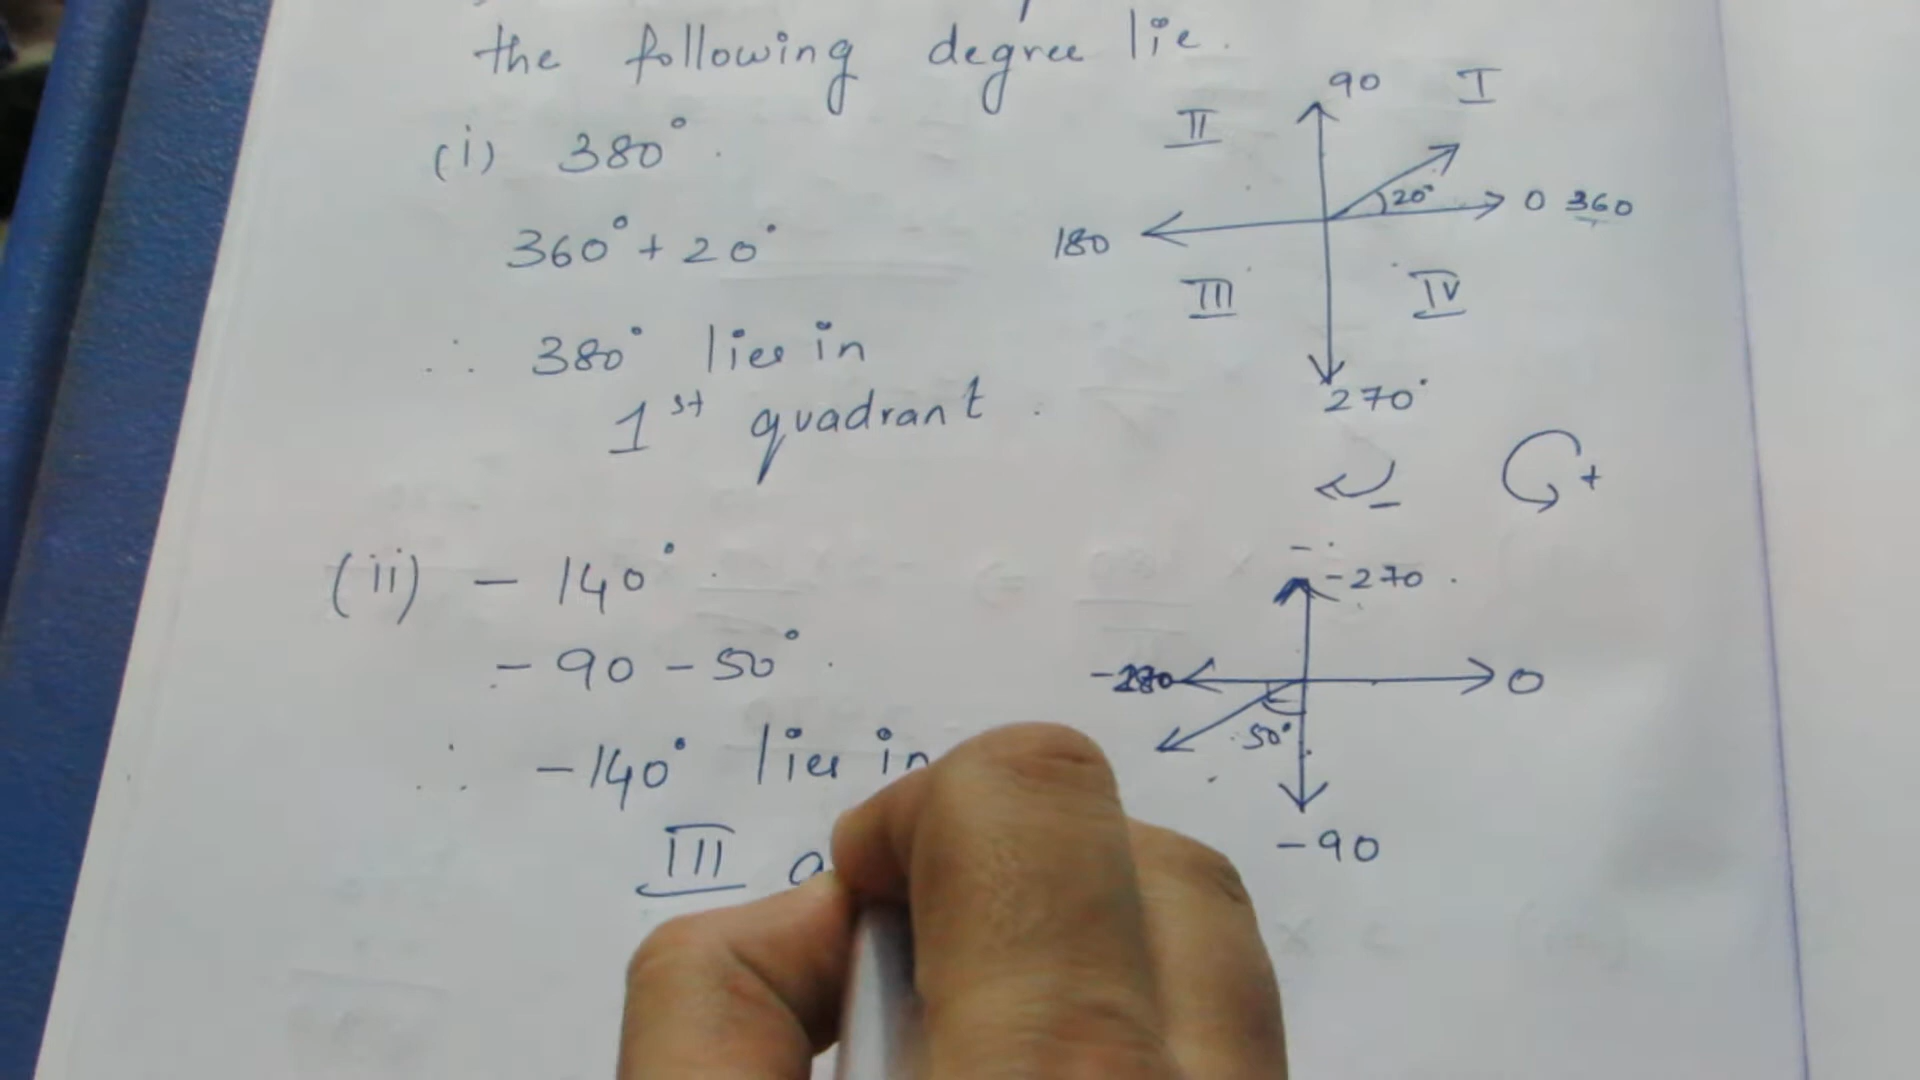 the following degree lie.
(i) 380°.
360° + 20°
∴ 380° lies in
1st quadrant.
(ii) - 140°.
- 90 - 50°.
∴ -140° lies in
III
90 I
II
20° 0 360
180
III IV
270°
- +
-270.
0
50°
-90